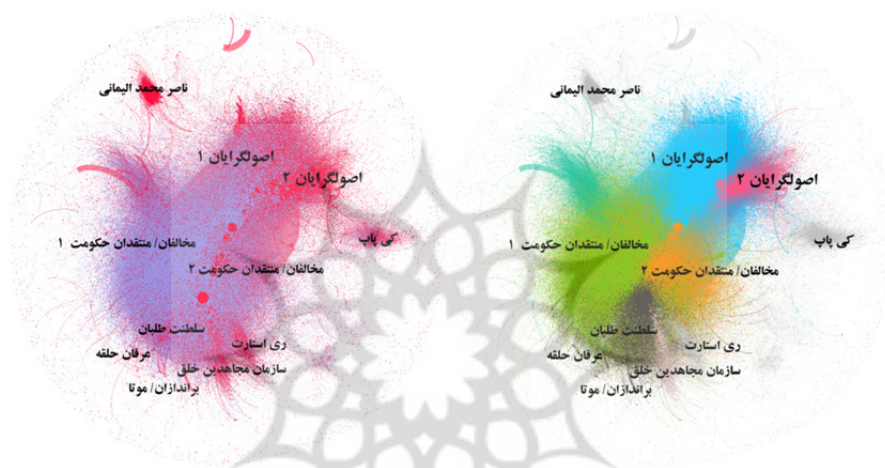 ناصر محمد الیمانی
اصولگرایان ۱
اصولگرایان ۲
کی پاپ
مخالفان/ منتقدان حکومت ۱
مخالفان/ منتقدان حکومت ۲
سلطنت طلبان
ری استارت
عرفان حلقه
سازمان مجاهدین خلق
براندازان/ موتا
ناصر محمد الیمانی
اصولگرایان ۱
اصولگرایان ۲
کی پاپ
مخالفان/ منتقدان حکومت ۱
مخالفان/ منتقدان حکومت ۲
سلطنت طلبان
ری استارت
عرفان حلقه
سازمان مجاهدین خلق
براندازان/ موتا